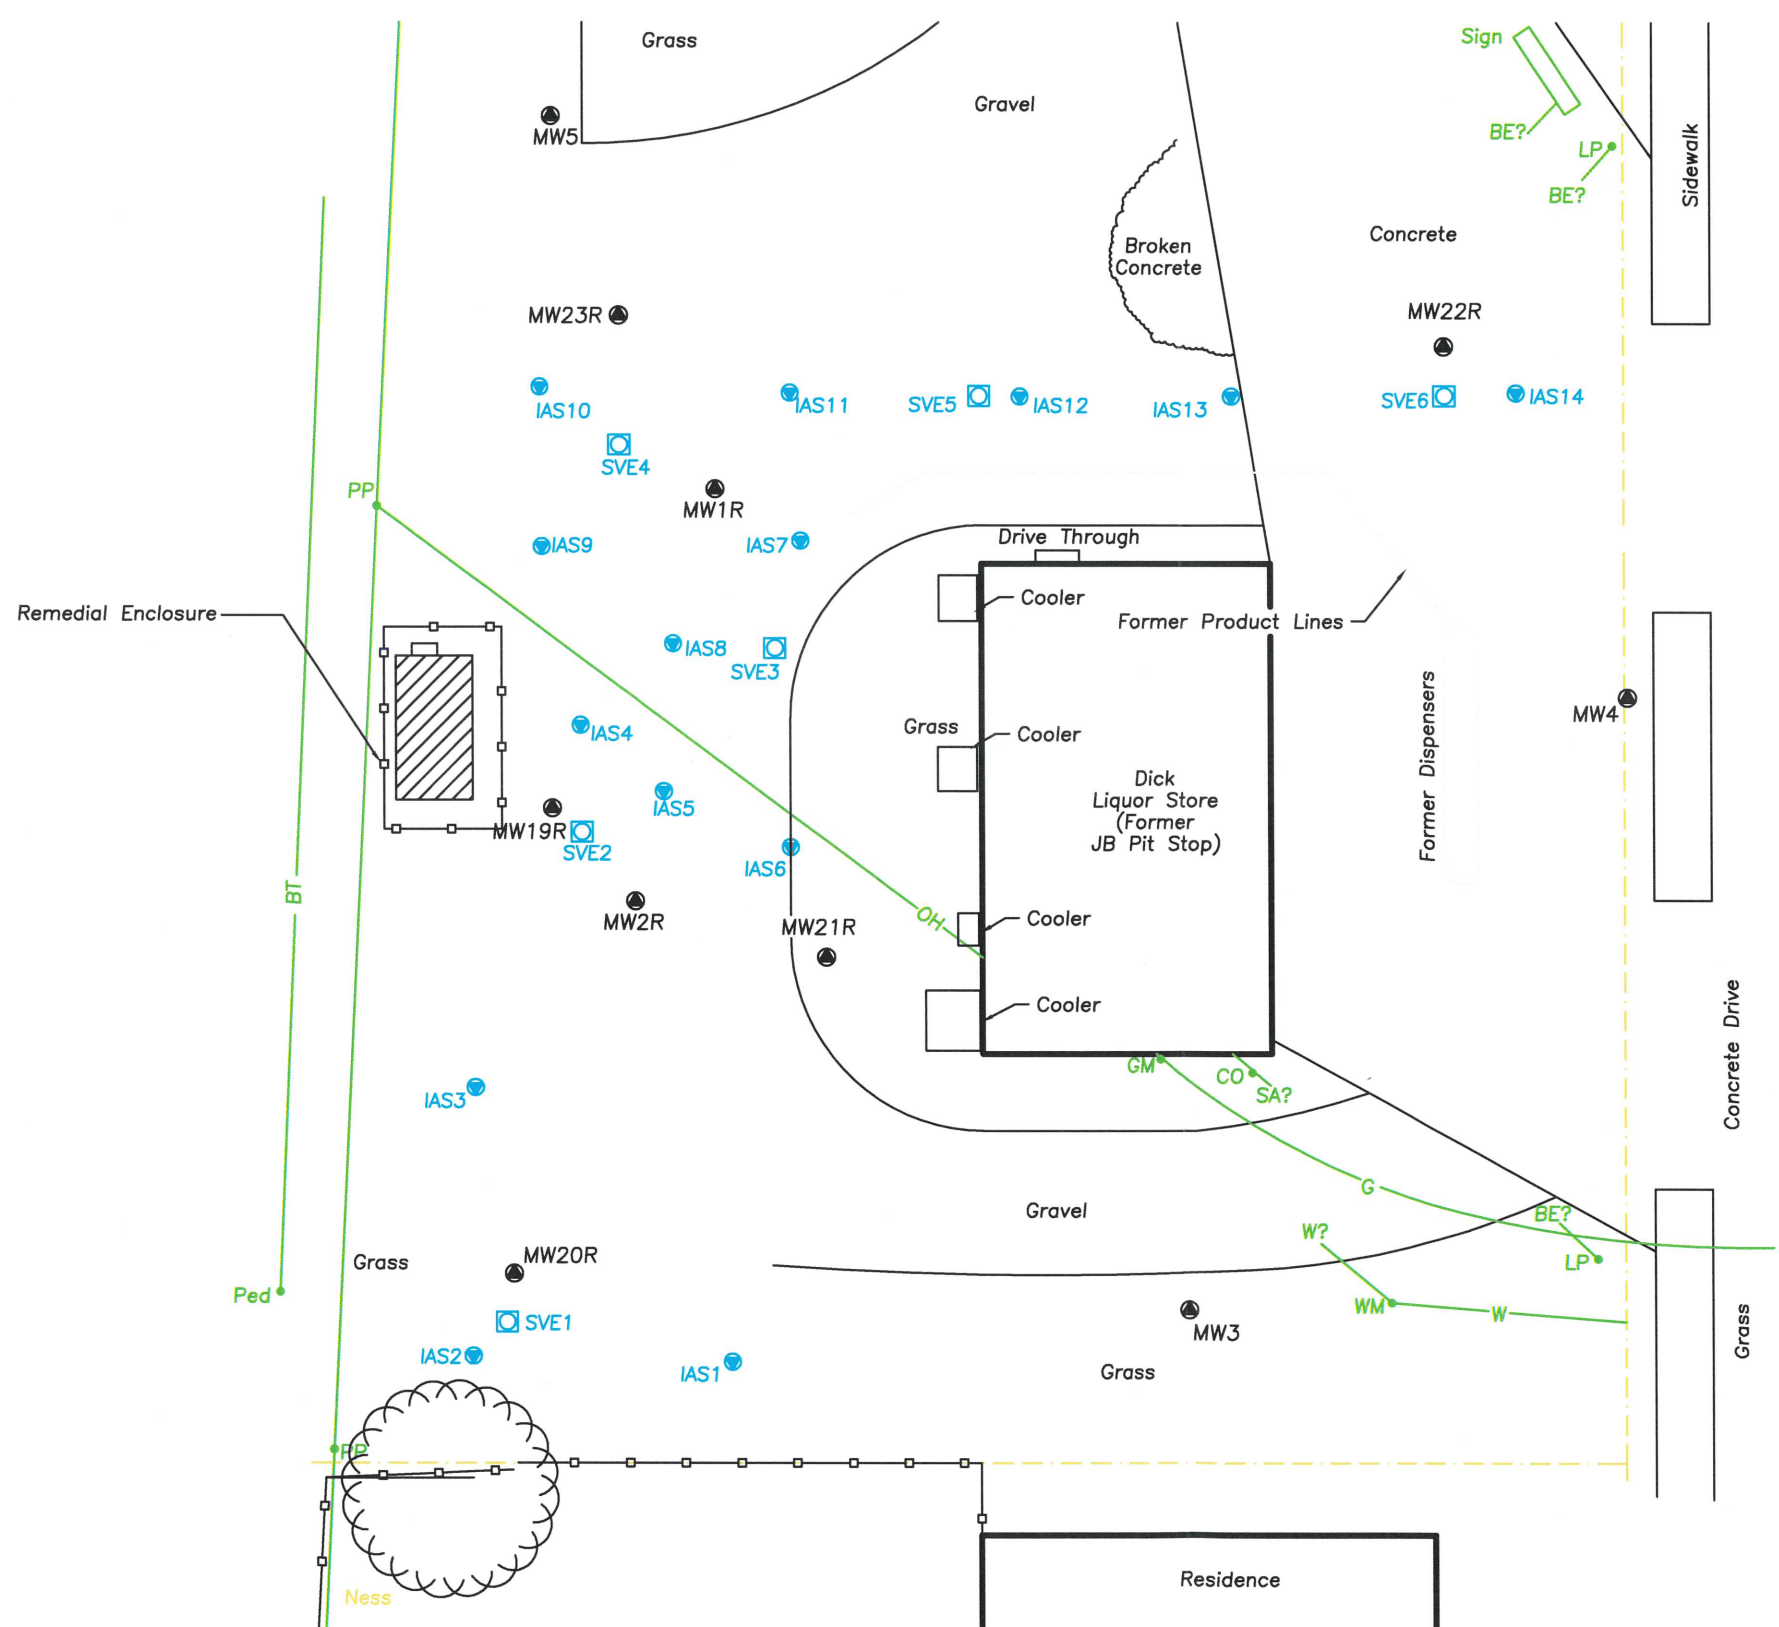 Grass
Sign
Gravel
BE?
MW5
LP
Sidewalk
BE?
Concrete
Broken
Concrete
MW23R
MW22R
IAS10
IAS11
SVE5
IAS12
IAS13
SVE6
IAS14
SVE4
PP
MW1R
IAS9
IAS7
Drive Through
Cooler
Remedial Enclosure
Former Product Lines
IAS8
SVE3
Former Dispensers
MW4
IAS4
Grass
Cooler
Dick
Liquor Store
(Former
JB Pit Stop)
IAS5
MW19R
SVE2
IAS6
BT
MW2R
MW21R
OH
Cooler
Cooler
Concrete Drive
GM
CO
SA?
IAS3
G
Gravel
BE?
W?
Grass
MW20R
LP
Ped
WM
W
SVE1
MW3
Grass
IAS2
IAS1
Grass
PP
Residence
Ness